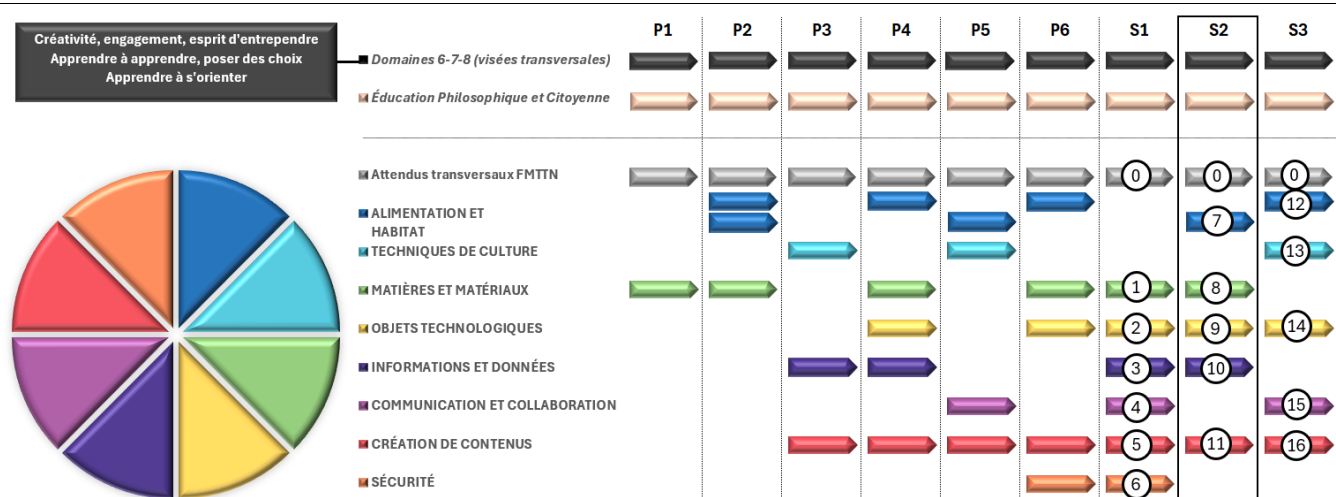 P1 P2 P3 P4 P5 P6 S1 S2 S3
Créativité, engagement, esprit d'entrependre
Apprendre à apprendre, poser des choix
Apprendre à s'orienter
Domaines 6-7-8 (visées transversales)
Éducation Philosophique et Citoyenne
Attendus transversaux FMTTN 0 0 0
12
ALIMENTATION ET
HABITAT 7
TECHNIQUES DE CULTURE 13
MATIÈRES ET MATÉRIAUX 1 8
OBJETS TECHNOLOGIQUES 2 9 14
INFORMATIONS ET DONNÉES 3 10
COMMUNICATION ET COLLABORATION 4 15
CRÉATION DE CONTENUS 5 11 16
SÉCURITÉ 6